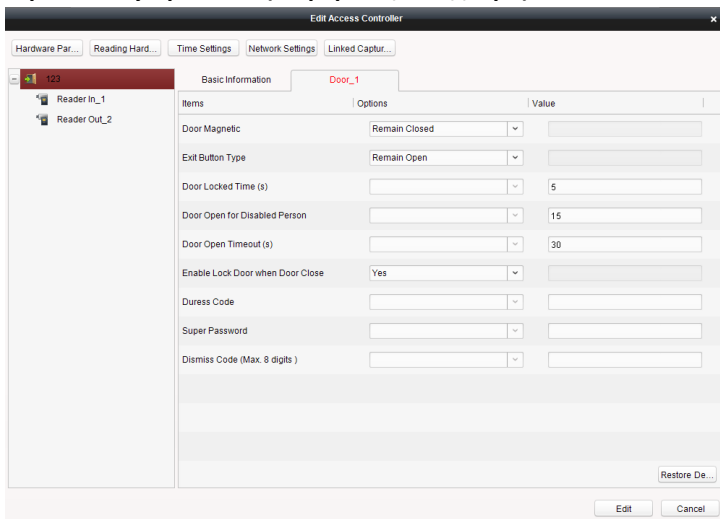 Edit Access Controller
Hardware Par... Reading Hard... Time Settings Network Settings Linked Captur...
123
Reader In_1
Reader Out_2
Basic Information Door_1
Items Options Value
Door Magnetic Remain Closed
Exit Button Type Remain Open
Door Locked Time (s) 5
Door Open for Disabled Person 15
Door Open Timeout (s) 30
Enable Lock Door when Door Close Yes
Duress Code
Super Password
Dismiss Code (Max. 8 digits )
Restore De...
Edit Cancel